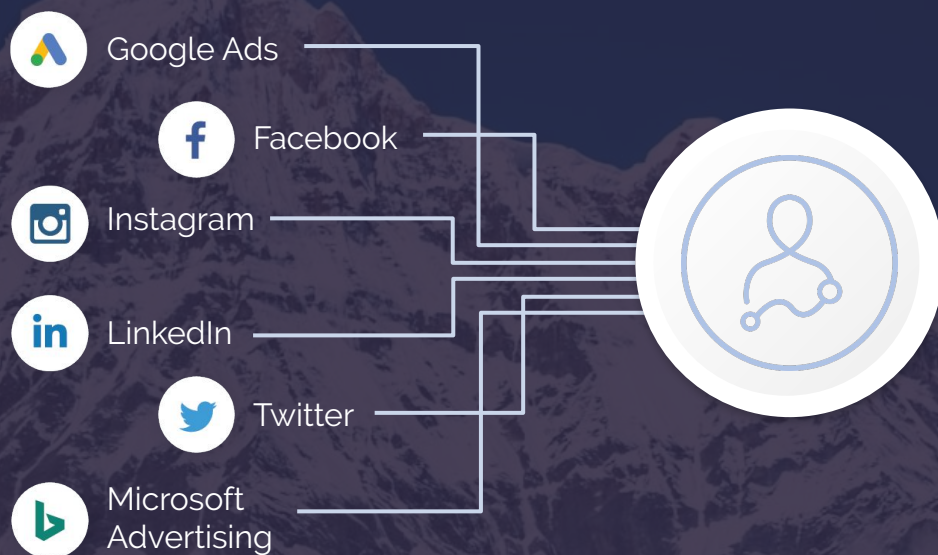 Google Ads
Facebook
Instagram
LinkedIn
Twitter
Microsoft
Advertising